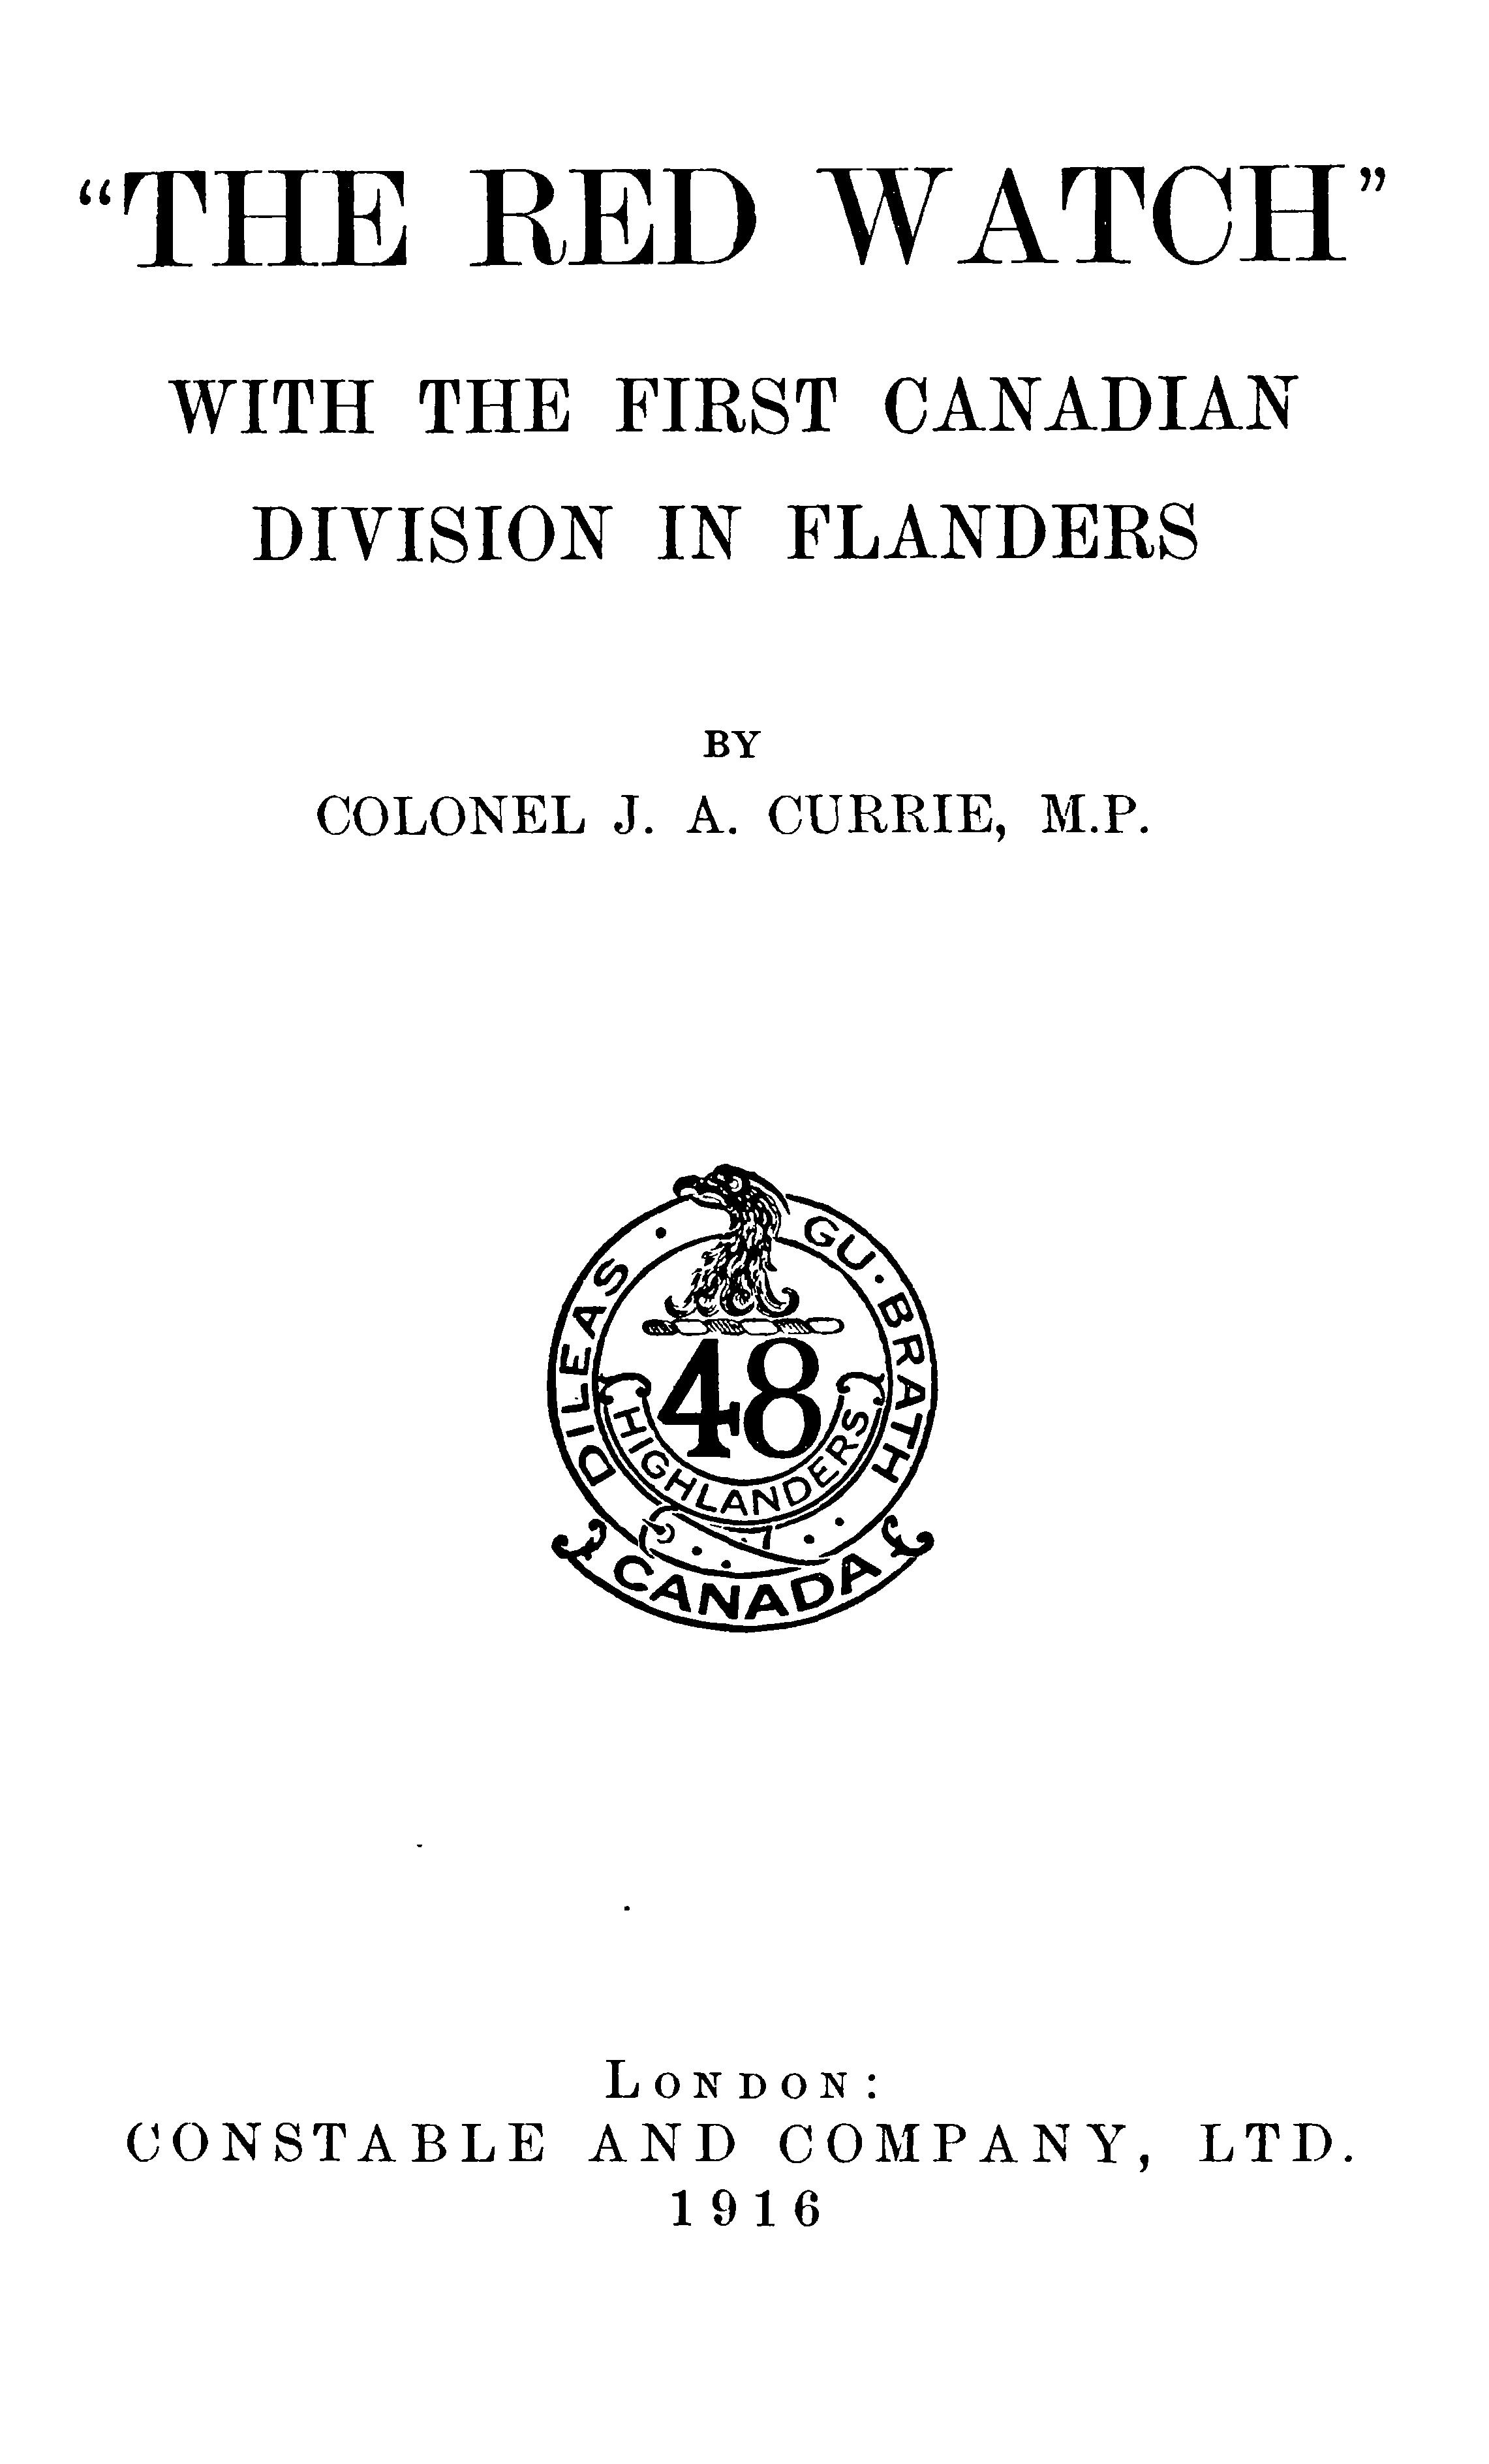 “THE RED WATCH”
WITH THE FIRST CANADIAN
DIVISION IN FLANDERS
BY
COLONEL J. A. CURRIE, M.P.
DILEAS · GU · BRATH
48
HIGHLANDERS
CANADA
LONDON:
CONSTABLE AND COMPANY, LTD.
1916